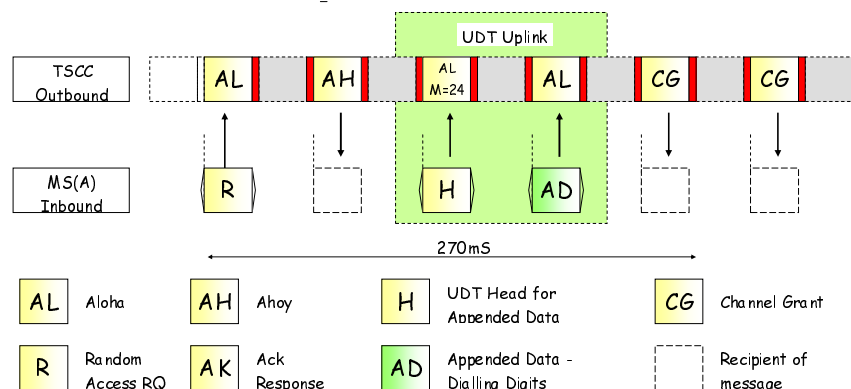 UDT Uplink
TSCC
Outbound
AL
AH
AL
M=24
AL
CG
CG
MS(A)
Inbound
R
H
AD
270mS
AL
Aloha
AH
Ahoy
H
UDT Head for
Appended Data
CG
Channel Grant
R
Random
Access RQ
AK
Ack
Response
AD
Appended Data -
Dialling Digits
Recipient of
message